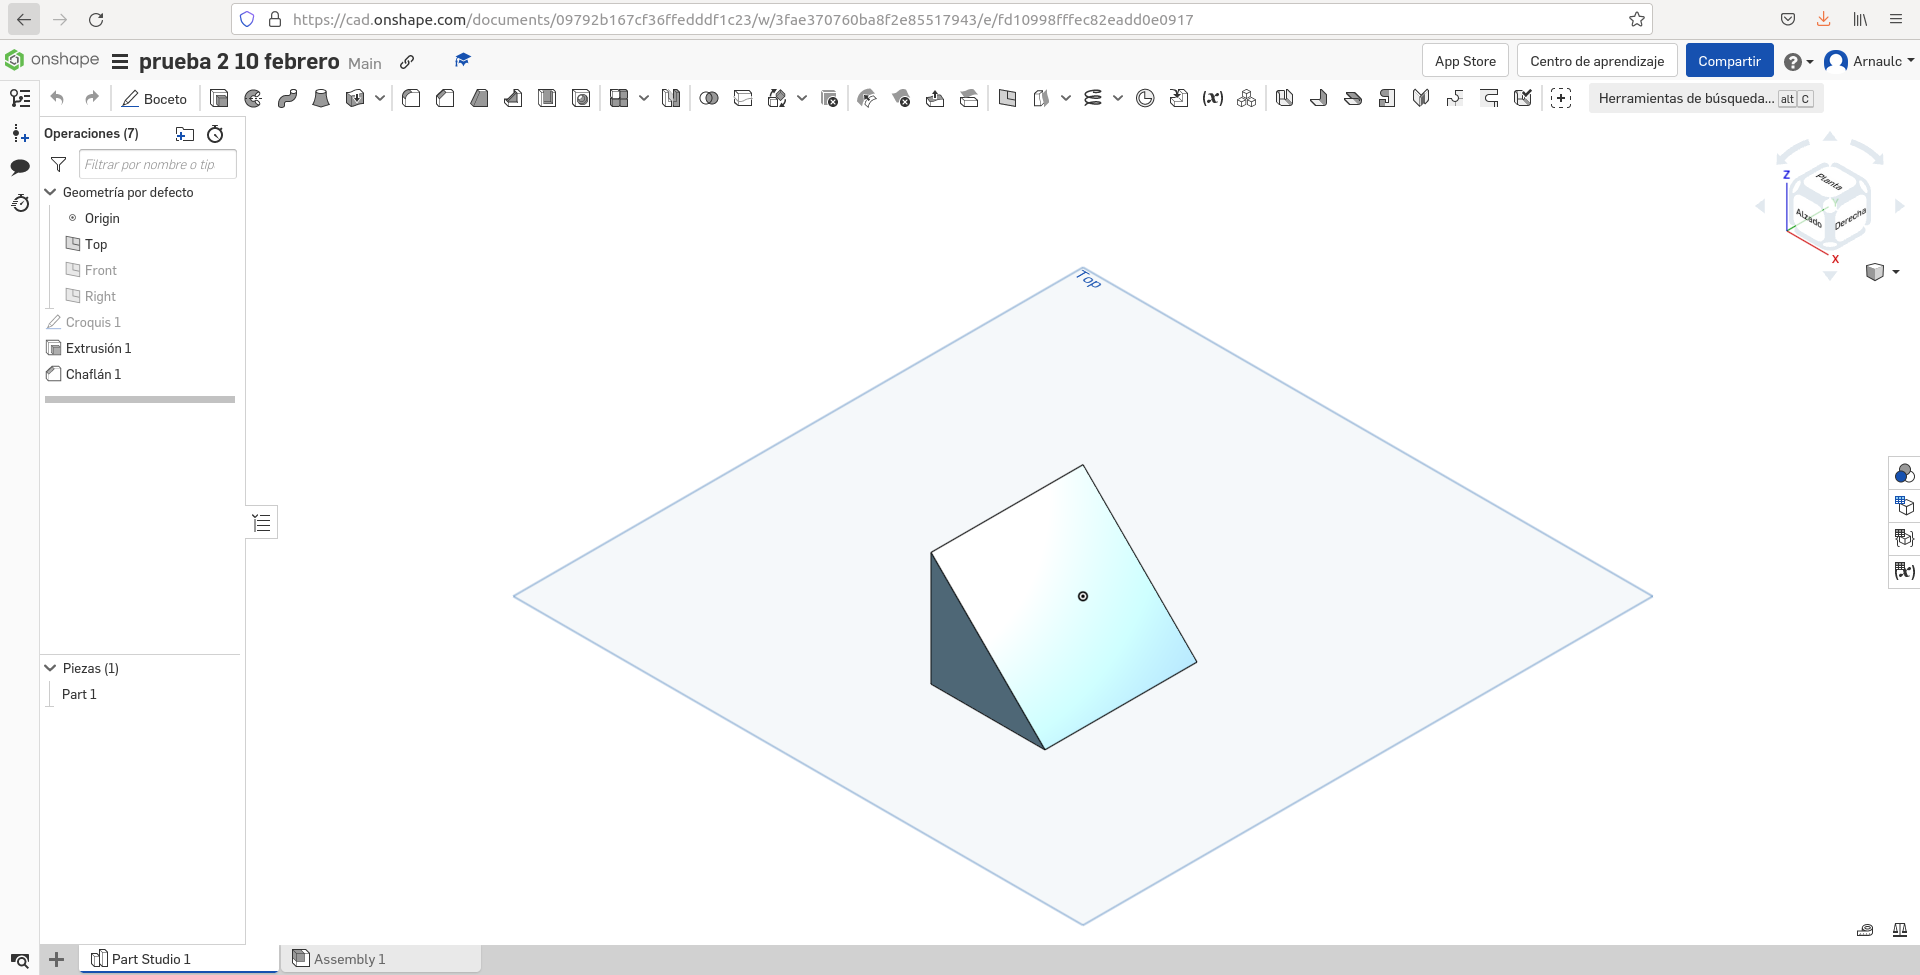 https://cad.onshape.com/documents/09792b167cf36ffedddf1c23/w/3fae370760ba8f2e85517943/e/fd10998fffec82eadd0e0917
onshape prueba 2 10 febrero Main App Store Centro de aprendizaje Compartir Arnaulc
Boceto (x) Herramientas de búsqueda... alt C
Operaciones (7)
Filtrar por nombre o tip
Geometría por defecto
Origin
Top
Front
Right
Croquis 1
Extrusión 1
Chaflán 1
Piezas (1)
Part 1
Top
Z
Planta
Y
Alzado Derecha
X
(x)
Part Studio 1 Assembly 1